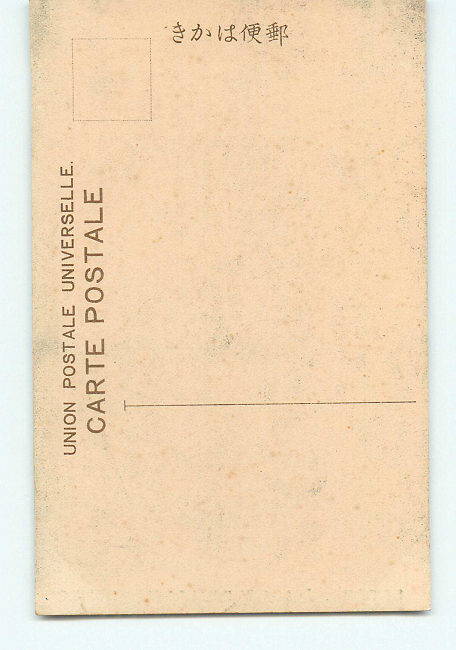 郵便はかき
UNION POSTALE UNIVERSELLE.
CARTE POSTALE